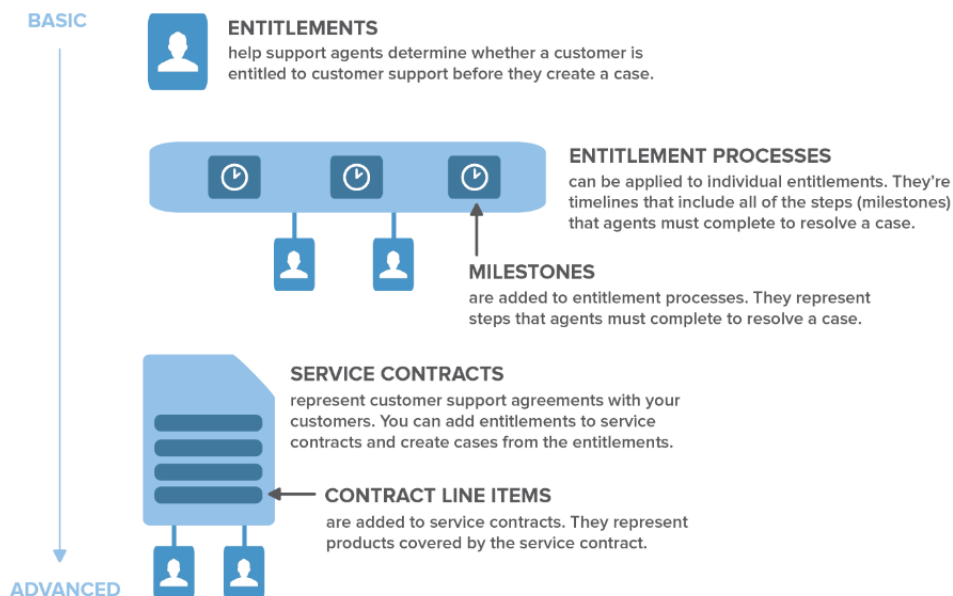 BASIC
ENTITLEMENTS
help support agents determine whether a customer is
entitled to customer support before they create a case.
ENTITLEMENT PROCESSES
can be applied to individual entitlements. They're
timelines that include all of the steps (milestones)
that agents must complete to resolve a case.
MILESTONES
are added to entitlement processes. They represent
steps that agents must complete to resolve a case.
SERVICE CONTRACTS
represent customer support agreements with your
customers. You can add entitlements to service
contracts and create cases from the entitlements.
CONTRACT LINE ITEMS
are added to service contracts. They represent
products covered by the service contract.
ADVANCED